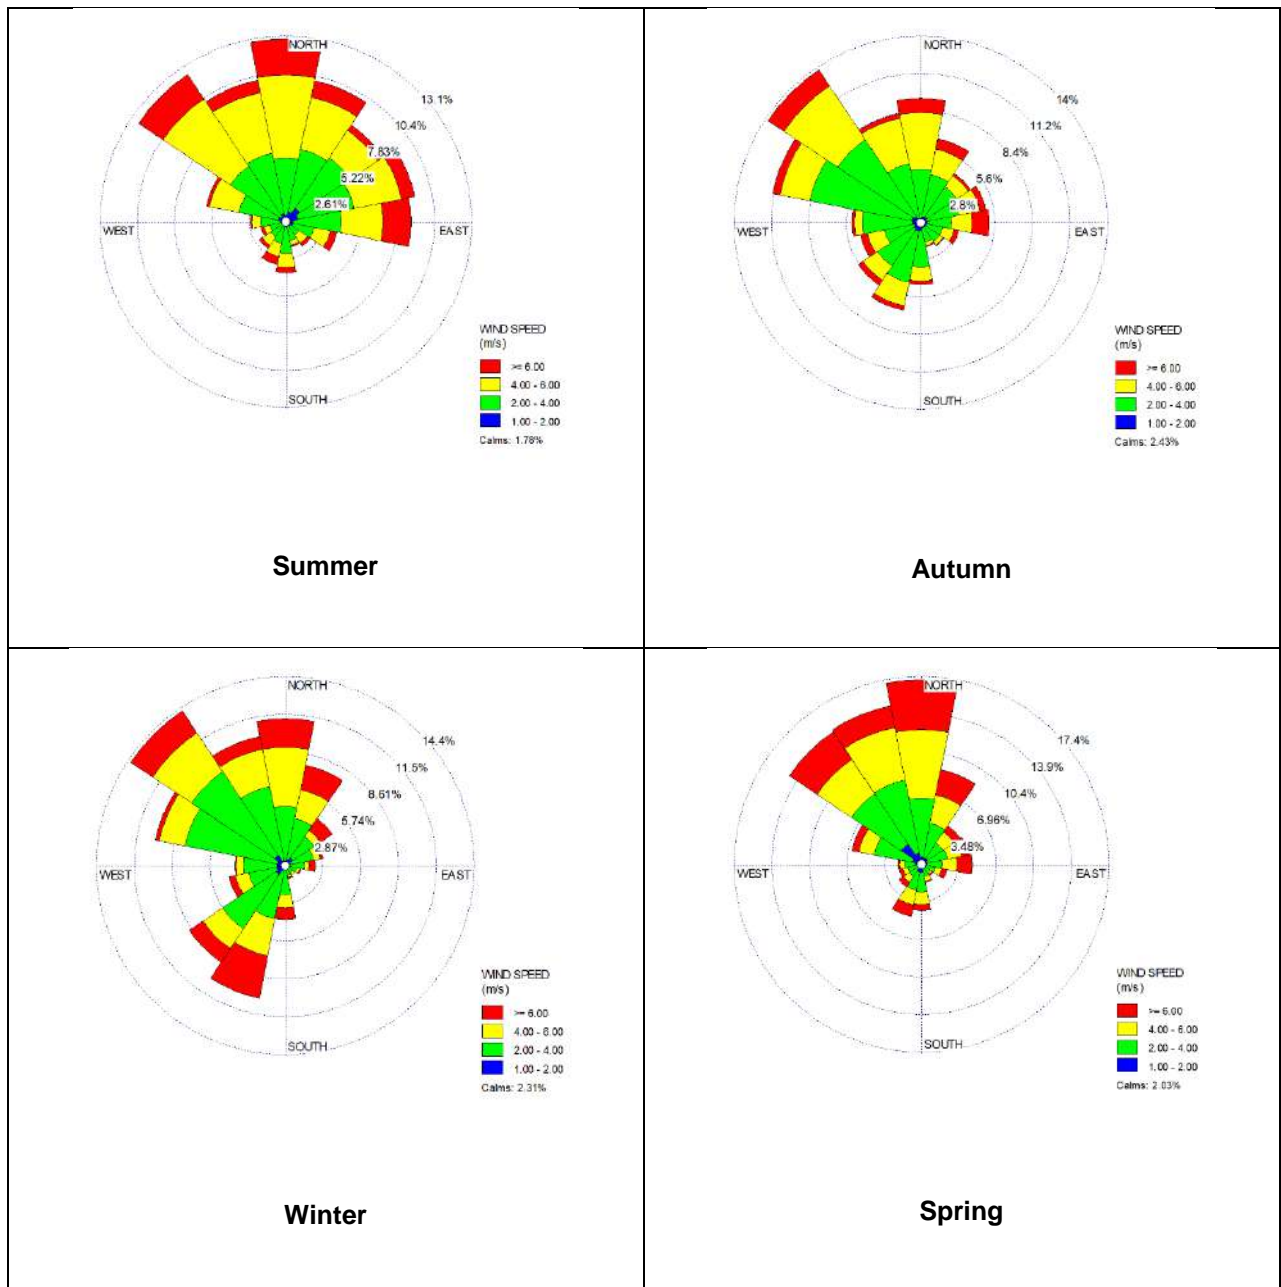 NORTH
13.1%
10.4%
7.83%
5.22%
2.61%
WEST
EAST
WIND SPEED
(m/s)
>= 6.00
4.00 - 6.00
2.00 - 4.00
1.00 - 2.00
Calms: 1.78%
SOUTH
Summer
NORTH
14%
11.2%
8.4%
5.6%
2.8%
WEST
EAST
WIND SPEED
(m/s)
>= 6.00
4.00 - 6.00
2.00 - 4.00
1.00 - 2.00
Calms: 2.43%
SOUTH
Autumn
NORTH
14.4%
11.5%
8.61%
5.74%
2.87%
WEST
EAST
WIND SPEED
(m/s)
>= 6.00
4.00 - 6.00
2.00 - 4.00
1.00 - 2.00
Calms: 2.31%
SOUTH
Winter
NORTH
17.4%
13.9%
10.4%
6.96%
3.48%
WEST
EAST
WIND SPEED
(m/s)
>= 6.00
4.00 - 6.00
2.00 - 4.00
1.00 - 2.00
Calms: 2.03%
SOUTH
Spring